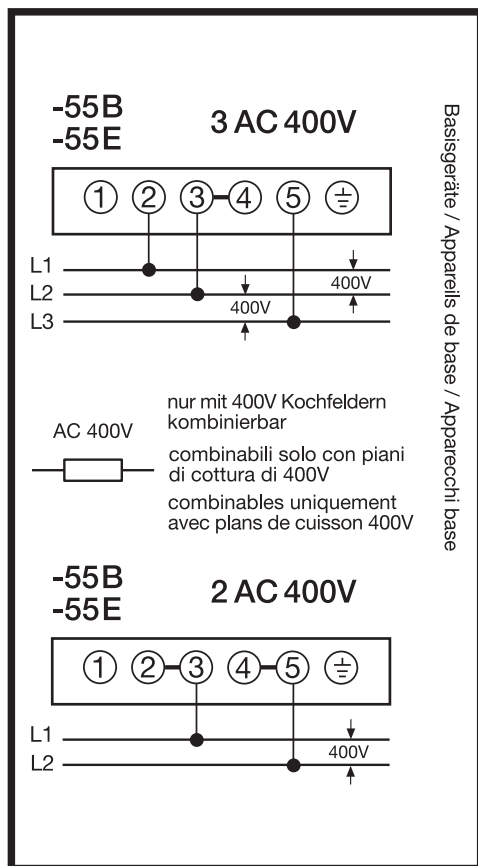 -55B
-55E
3 AC 400V
1 2 3 4 5
L1
400V
L2
400V
L3
AC 400V
nur mit 400V Kochfeldern
kombinierbar
combinabili solo con piani
di cottura di 400V
combinables uniquement
avec plans de cuisson 400V
-55B
-55E
2 AC 400V
1 2 3 4 5
L1
400V
L2
Basisgeräte / Appareils de base / Apparecchi base